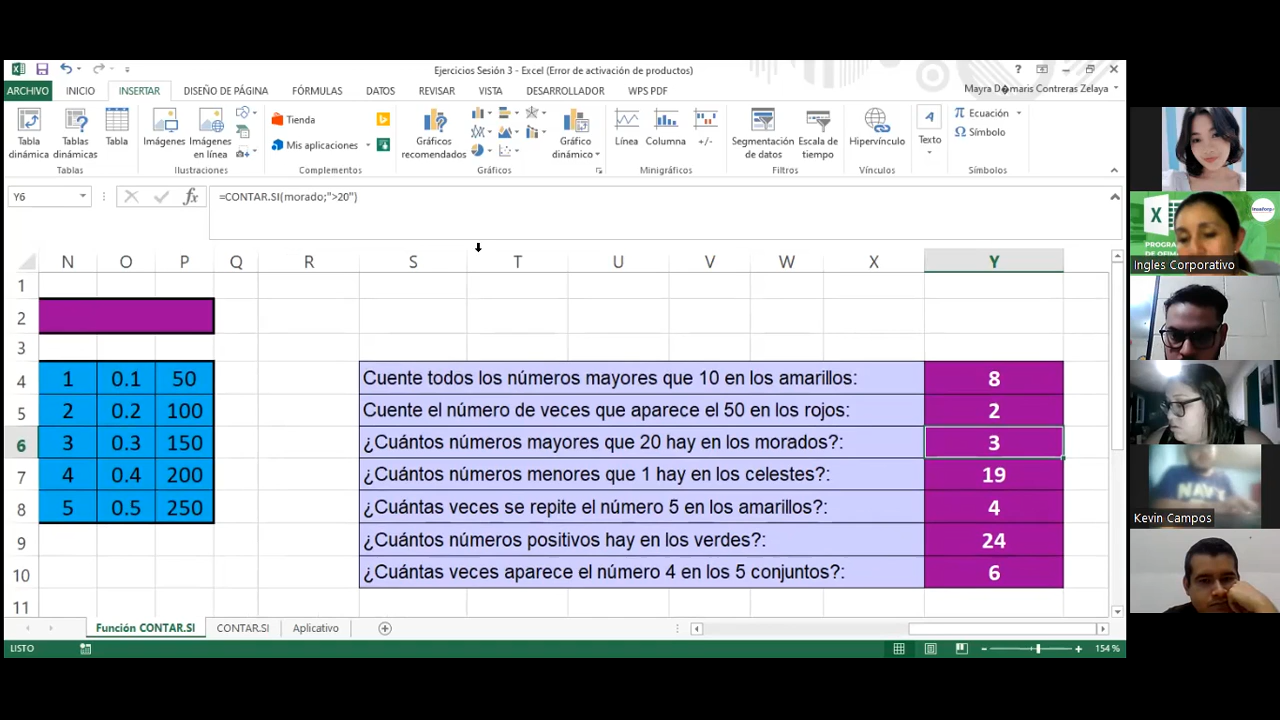 Ejercicios Sesión 3 - Excel (Error de activación de productos)
ARCHIVO INICIO INSERTAR DISEÑO DE PÁGINA FÓRMULAS DATOS REVISAR VISTA DESARROLLADOR WPS PDF
Mayra D�maris Contreras Zelaya
Tabla dinámica
Tablas dinámicas
Tabla
Imágenes
Imágenes en línea
Tienda
Mis aplicaciones
Gráficos recomendados
Gráfico dinámico
Línea
Columna
+/-
Segmentación de datos
Escala de tiempo
Hipervínculo
Texto
Ecuación
Símbolo
Tablas Ilustraciones Complementos Gráficos Minigráficos Filtros Vínculos Símbolos
Y6 fx =CONTAR.SI(morado;">20")
N O P Q R S T U V W X Y
1
2
3
4 1 0.1 50 Cuente todos los números mayores que 10 en los amarillos: 8
5 2 0.2 100 Cuente el número de veces que aparece el 50 en los rojos: 2
6 3 0.3 150 ¿Cuántos números mayores que 20 hay en los morados?: 3
7 4 0.4 200 ¿Cuántos números menores que 1 hay en los celestes?: 19
8 5 0.5 250 ¿Cuántas veces se repite el número 5 en los amarillos?: 4
9 ¿Cuántos números positivos hay en los verdes?: 24
10 ¿Cuántas veces aparece el número 4 en los 5 conjuntos?: 6
11
Función CONTAR.SI CONTAR.SI Aplicativo
LISTO 154 %
Ingles Corporativo
Kevin Campos